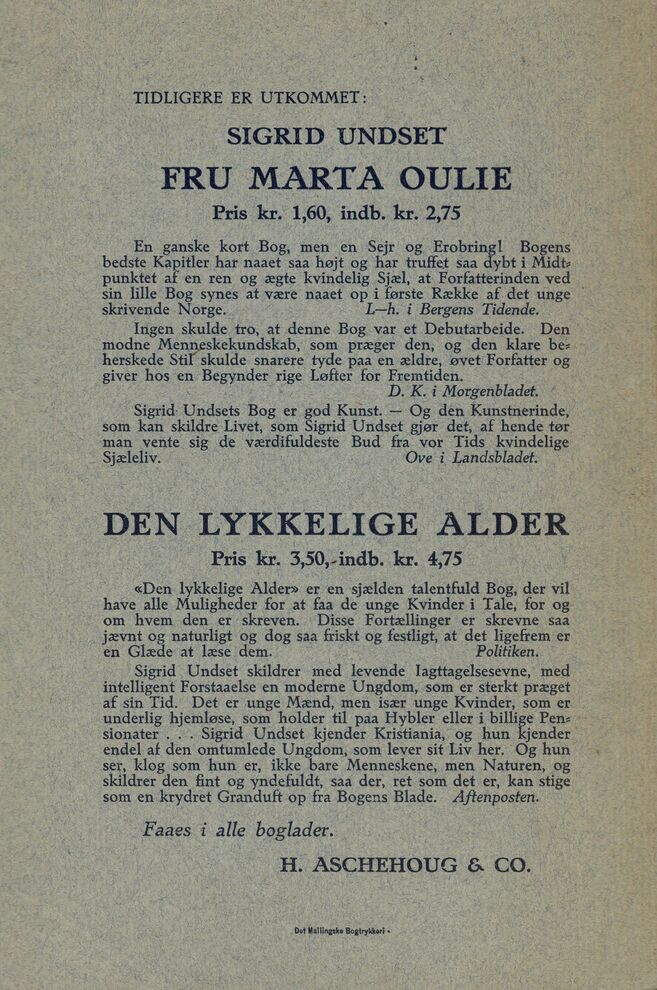 TIDLIGERE ER UTKOMMET:
SIGRID UNDSET
FRU MARTA OULIE
Pris kr. 1,60, indb. kr. 2,75
En ganske kort Bog, men en Sejr og Erobring! Bogens
bedste Kapitler har naaet saa højt og har truffet saa dybt i Midt-
punktet af en ren og ægte kvindelig Sjæl, at Forfatterinden ved
sin lille Bog synes at være naaet op i første Række af det unge
skrivende Norge. L—h. i Bergens Tidende.
Ingen skulde tro, at denne Bog var et Debutarbeide. Den
modne Menneskekundskab, som præger den, og den klare be-
herskede Stil skulde snarere tyde paa en ældre, øvet Forfatter og
giver hos en Begynder rige Løfter for Fremtiden.
D. K. i Morgenbladet.
Sigrid Undsets Bog er god Kunst. — Og den Kunstnerinde,
som kan skildre Livet, som Sigrid Undset gjør det, af hende tør
man vente sig de værdifuldeste Bud fra vor Tids kvindelige
Sjæleliv. Ove i Landsbladet.
DEN LYKKELIGE ALDER
Pris kr. 3,50, indb. kr. 4,75
«Den lykkelige Alder» er en sjælden talentfuld Bog, der vil
have alle Muligheder for at faa de unge Kvinder i Tale, for og
om hvem den er skreven. Disse Fortællinger er skrevne saa
jævnt og naturligt og dog saa friskt og festligt, at det ligefrem er
en Glæde at læse dem. Politiken.
Sigrid Undset skildrer med levende Iagttagelsesevne, med
intelligent Forstaaelse en moderne Ungdom, som er sterkt præget
af sin Tid. Det er unge Mænd, men især unge Kvinder, som er
underlig hjemløse, som holder til paa Hybler eller i billige Pen-
sionater . . . Sigrid Undset kjender Kristiania, og hun kjender
endel af den omtumlede Ungdom, som lever sit Liv her. Og hun
ser, klog som hun er, ikke bare Menneskene, men Naturen, og
skildrer den fint og yndefuldt, saa der, ret som det er, kan stige
som en krydret Granduft op fra Bogens Blade. Aftenposten.
Faaes i alle boglader.
H. ASCHEHOUG & CO.
Det Mallingske Bogtrykkeri